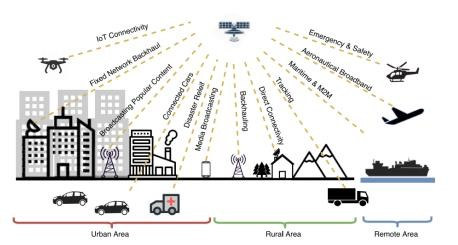 IoT Connectivity
Fixed Network Backhaul
Broadcasting Popular Content
Connected Cars
Disaster Releif
Media Broadcasting
Backhauling
Direct Connectivity
Tracking
Maritime & M2M
Aeronautical Broadband
Emergency & Safety
Urban Area
Rural Area
Remote Area